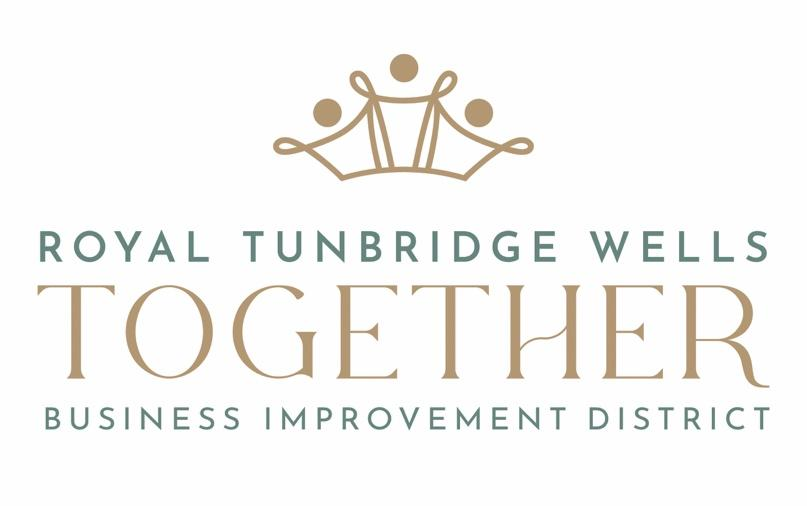 ROYAL TUNBRIDGE WELLS
TOGETHER
BUSINESS IMPROVEMENT DISTRICT